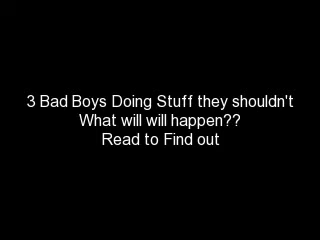 3 Bad Boys Doing Stuff they shouldn't
What will will happen??
Read to Find out